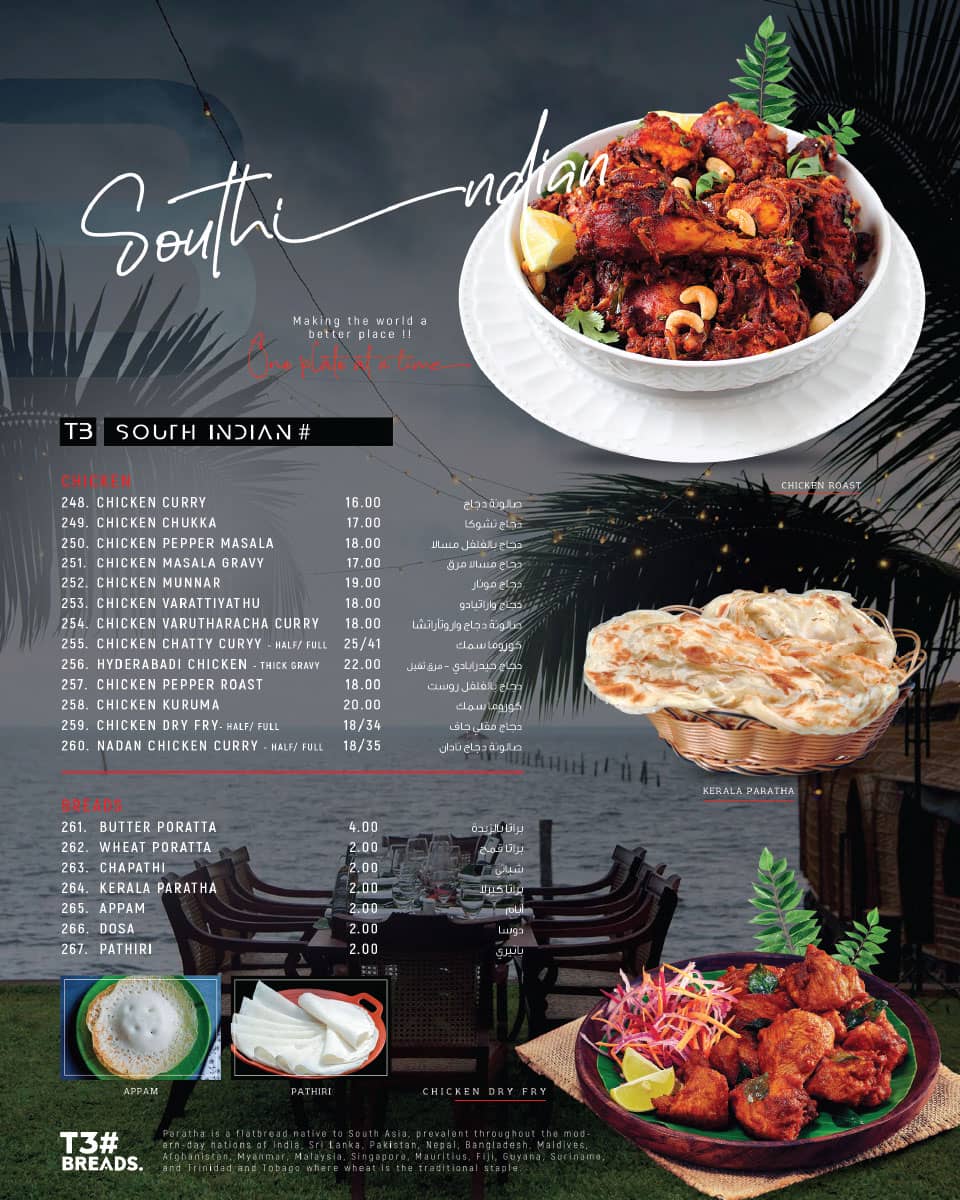 South Indian
Making the world a
better place !!
One plate at a time
T3 SOUTH INDIAN #
CHICKEN ROAST
CHICKEN
248. CHICKEN CURRY 16.00 صالونة دجاج
249. CHICKEN CHUKKA 17.00 دجاج تشوكا
250. CHICKEN PEPPER MASALA 18.00 دجاج بالفلفل مسالا
251. CHICKEN MASALA GRAVY 17.00 دجاج مسالا مرق
252. CHICKEN MUNNAR 19.00 دجاج مونار
253. CHICKEN VARATTIYATHU 18.00 دجاج واراتيادو
254. CHICKEN VARUTHARACHA CURRY 18.00 صالونة دجاج واروتاراتشا
255. CHICKEN CHATTY CURYY - HALF/ FULL 25/41 كوروما سمك
256. HYDERABADI CHICKEN - THICK GRAVY 22.00 دجاج حيدرابادي - مرق ثقيل
257. CHICKEN PEPPER ROAST 18.00 دجاج بالفلفل روست
258. CHICKEN KURUMA 20.00 كوروما سمك
259. CHICKEN DRY FRY- HALF/ FULL 18/34 دجاج مقلي جاف
260. NADAN CHICKEN CURRY - HALF/ FULL 18/35 صالونة دجاج نادان
KERALA PARATHA
BREADS
261. BUTTER PORATTA 4.00 براتا بالزبدة
262. WHEAT PORATTA 2.00 براتا قمح
263. CHAPATHI 2.00 شباتي
264. KERALA PARATHA 2.00 براتا كيرلا
265. APPAM 2.00 أبام
266. DOSA 2.00 دوسا
267. PATHIRI 2.00 باتيري
APPAM
PATHIRI
CHICKEN DRY FRY
T3#
BREADS.
Paratha is a flatbread native to South Asia, prevalent throughout the mod-
ern-day nations of India, Sri Lanka, Pakistan, Nepal, Bangladesh, Maldives,
Afghanistan, Myanmar, Malaysia, Singapore, Mauritius, Fiji, Guyana, Suriname,
and Trinidad and Tobago where wheat is the traditional staple.